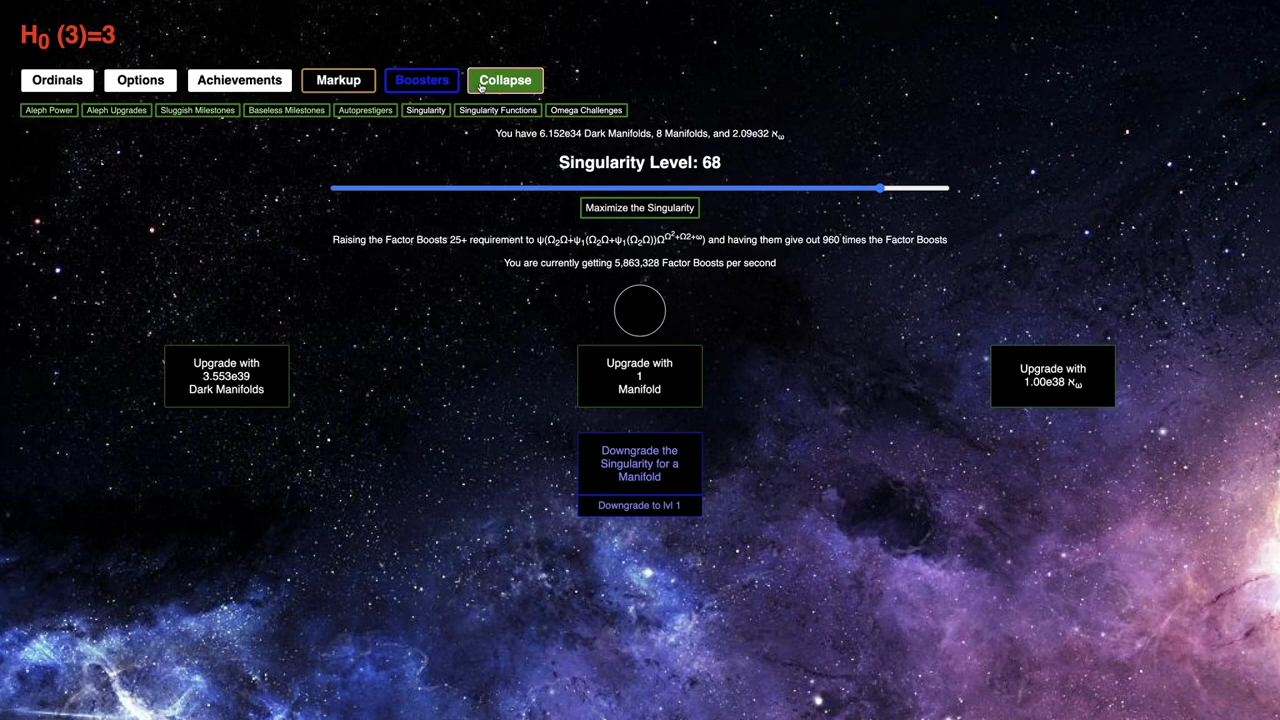 H₀ (3)=3
Ordinals Options Achievements Markup Boosters Collapse
Aleph Power Aleph Upgrades Sluggish Milestones Baseless Milestones Autoprestigers Singularity Singularity Functions Omega Challenges
You have 6.152e34 Dark Manifolds, 8 Manifolds, and 2.09e32 ℵω
Singularity Level: 68
Maximize the Singularity
Raising the Factor Boosts 25+ requirement to ψ(Ω₂Ω+ψ₁(Ω₂Ω+ψ₁(Ω₂Ω))Ω^Ω²+Ω2+ω) and having them give out 960 times the Factor Boosts
You are currently getting 5,863,328 Factor Boosts per second
Upgrade with
3.553e39
Dark Manifolds
Upgrade with
1
Manifold
Upgrade with
1.00e38 ℵω
Downgrade the
Singularity for a
Manifold
Downgrade to lvl 1